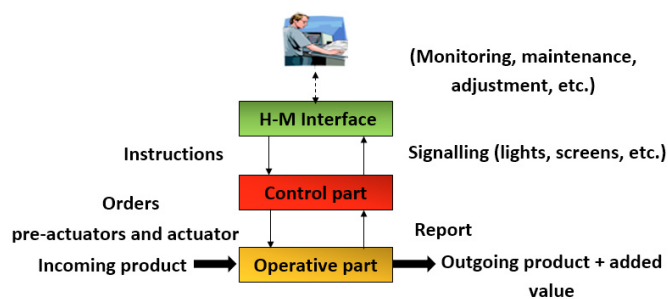 (Monitoring, maintenance,
adjustment, etc.)
H-M Interface
Instructions
Signalling (lights, screens, etc.)
Control part
Orders
pre-actuators and actuator
Report
Incoming product
Operative part
Outgoing product + added
value